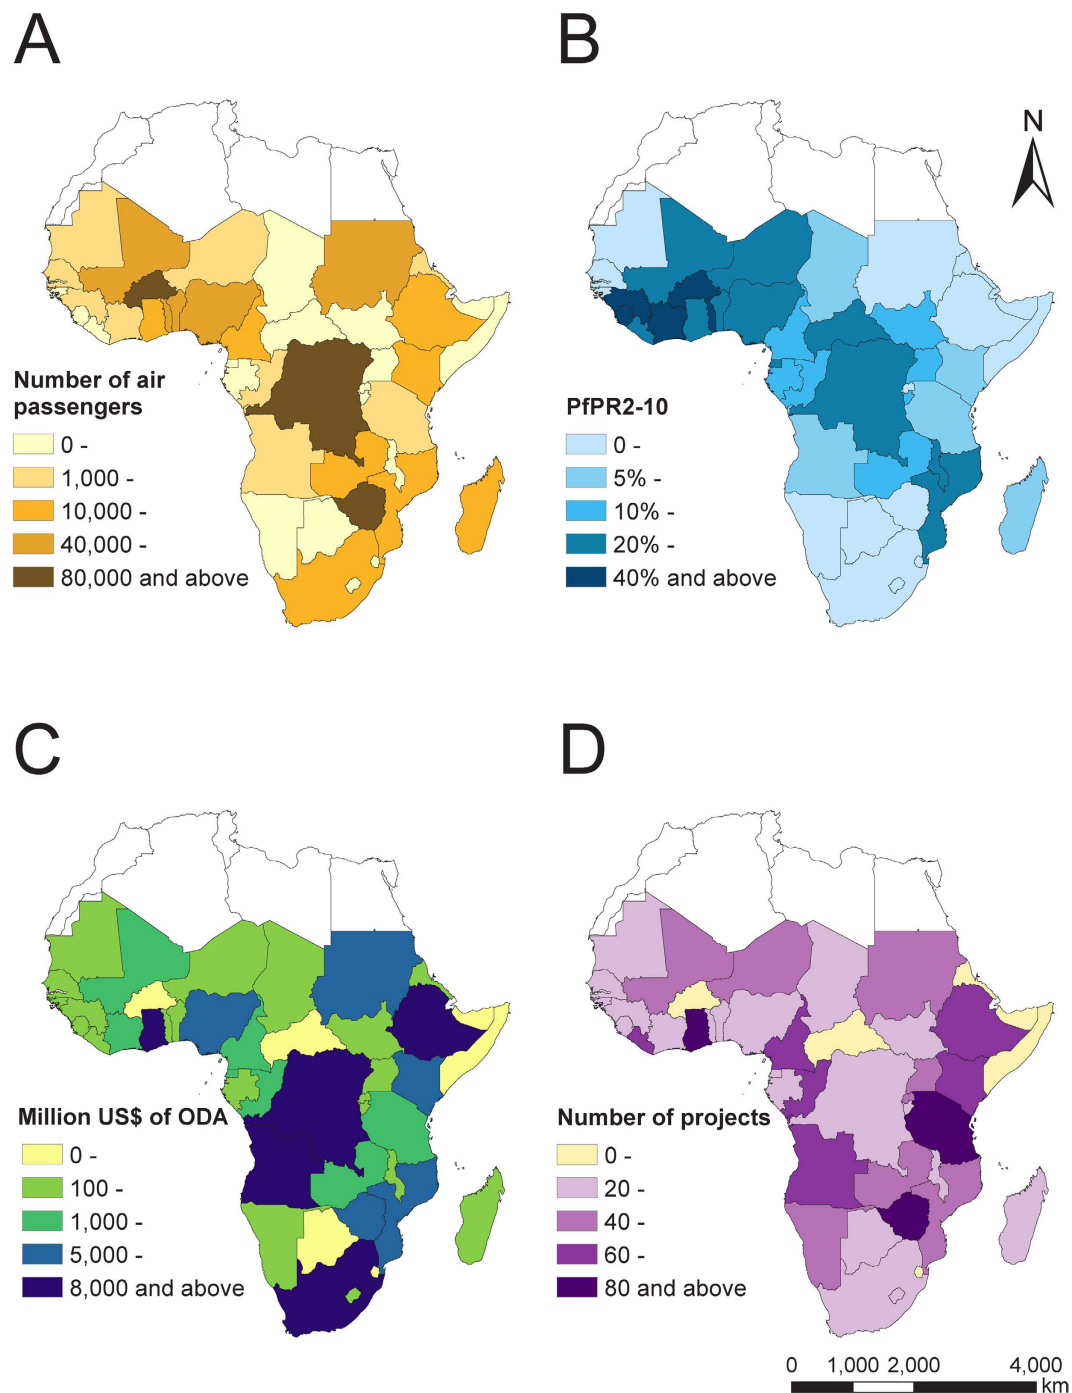 A
B
N
Number of air
passengers
0 -
1,000 -
10,000 -
40,000 -
80,000 and above
PfPR2-10
0 -
5% -
10% -
20% -
40% and above
C
D
Million US$ of ODA
0 -
100 -
1,000 -
5,000 -
8,000 and above
Number of projects
0 -
20 -
40 -
60 -
80 and above
0 1,000 2,000 4,000
km